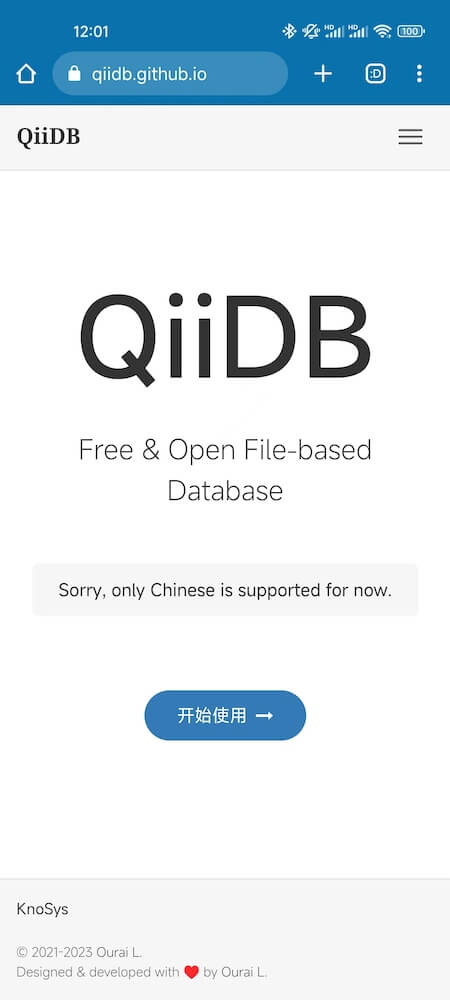 12:01
HD HD 100
qiidb.github.io :D
QiiDB
QiiDB
Free & Open File-based
Database
Sorry, only Chinese is supported for now.
开始使用 →
KnoSys
© 2021-2023 Ourai L.
Designed & developed with ❤️ by Ourai L.